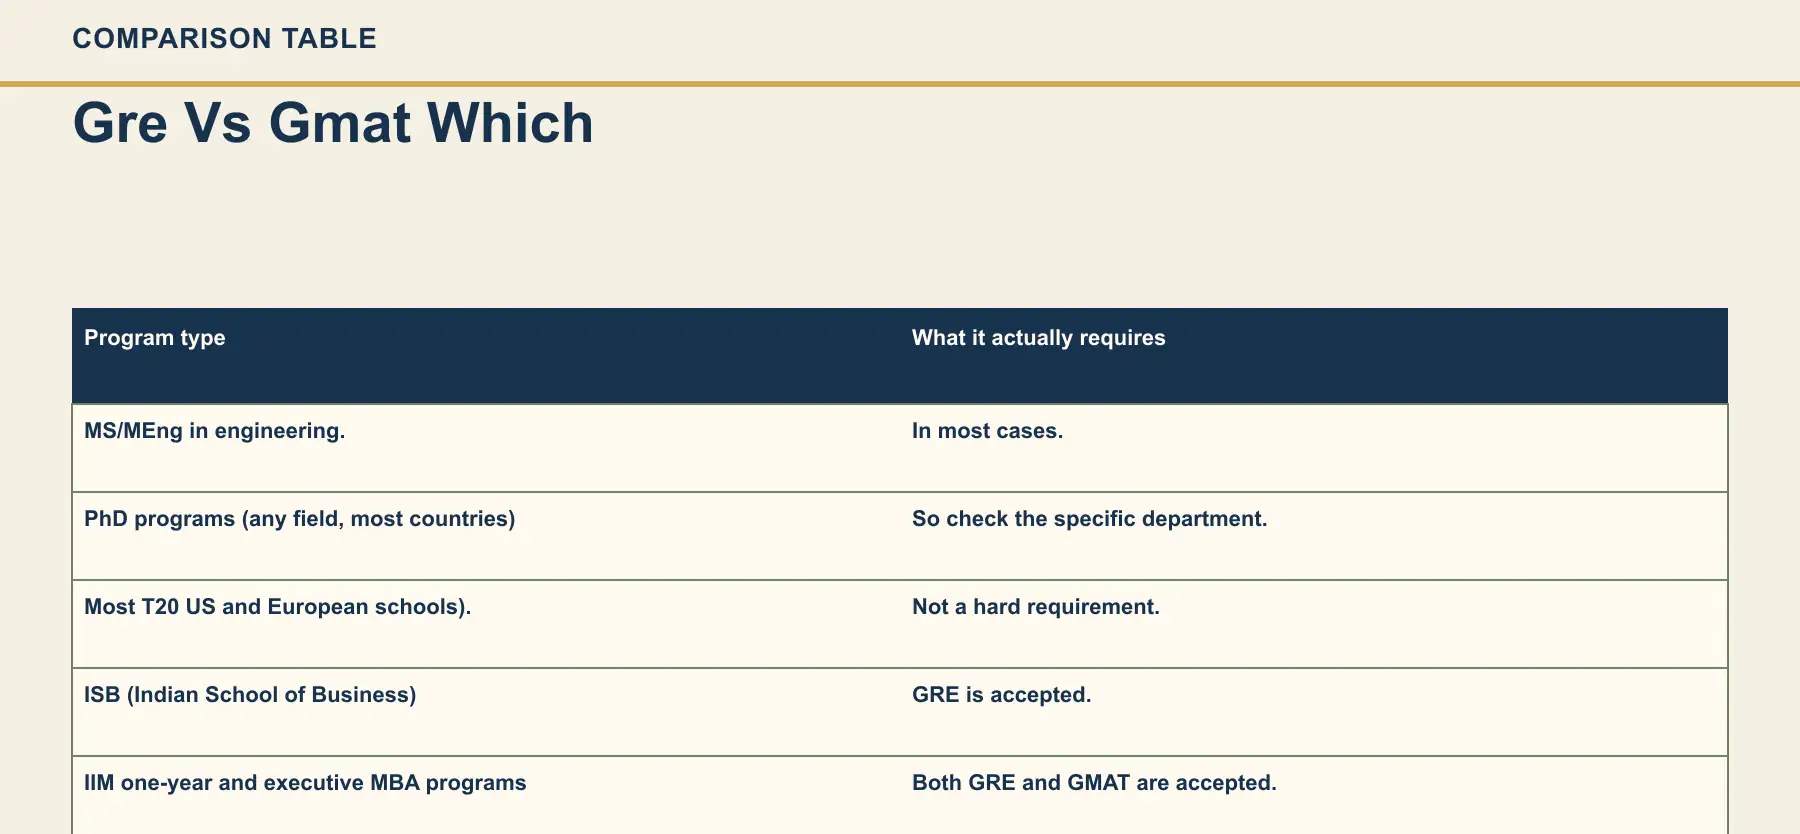 COMPARISON TABLE
Gre Vs Gmat Which
Program type What it actually requires
MS/MEng in engineering. In most cases.
PhD programs (any field, most countries) So check the specific department.
Most T20 US and European schools). Not a hard requirement.
ISB (Indian School of Business) GRE is accepted.
IIM one-year and executive MBA programs Both GRE and GMAT are accepted.